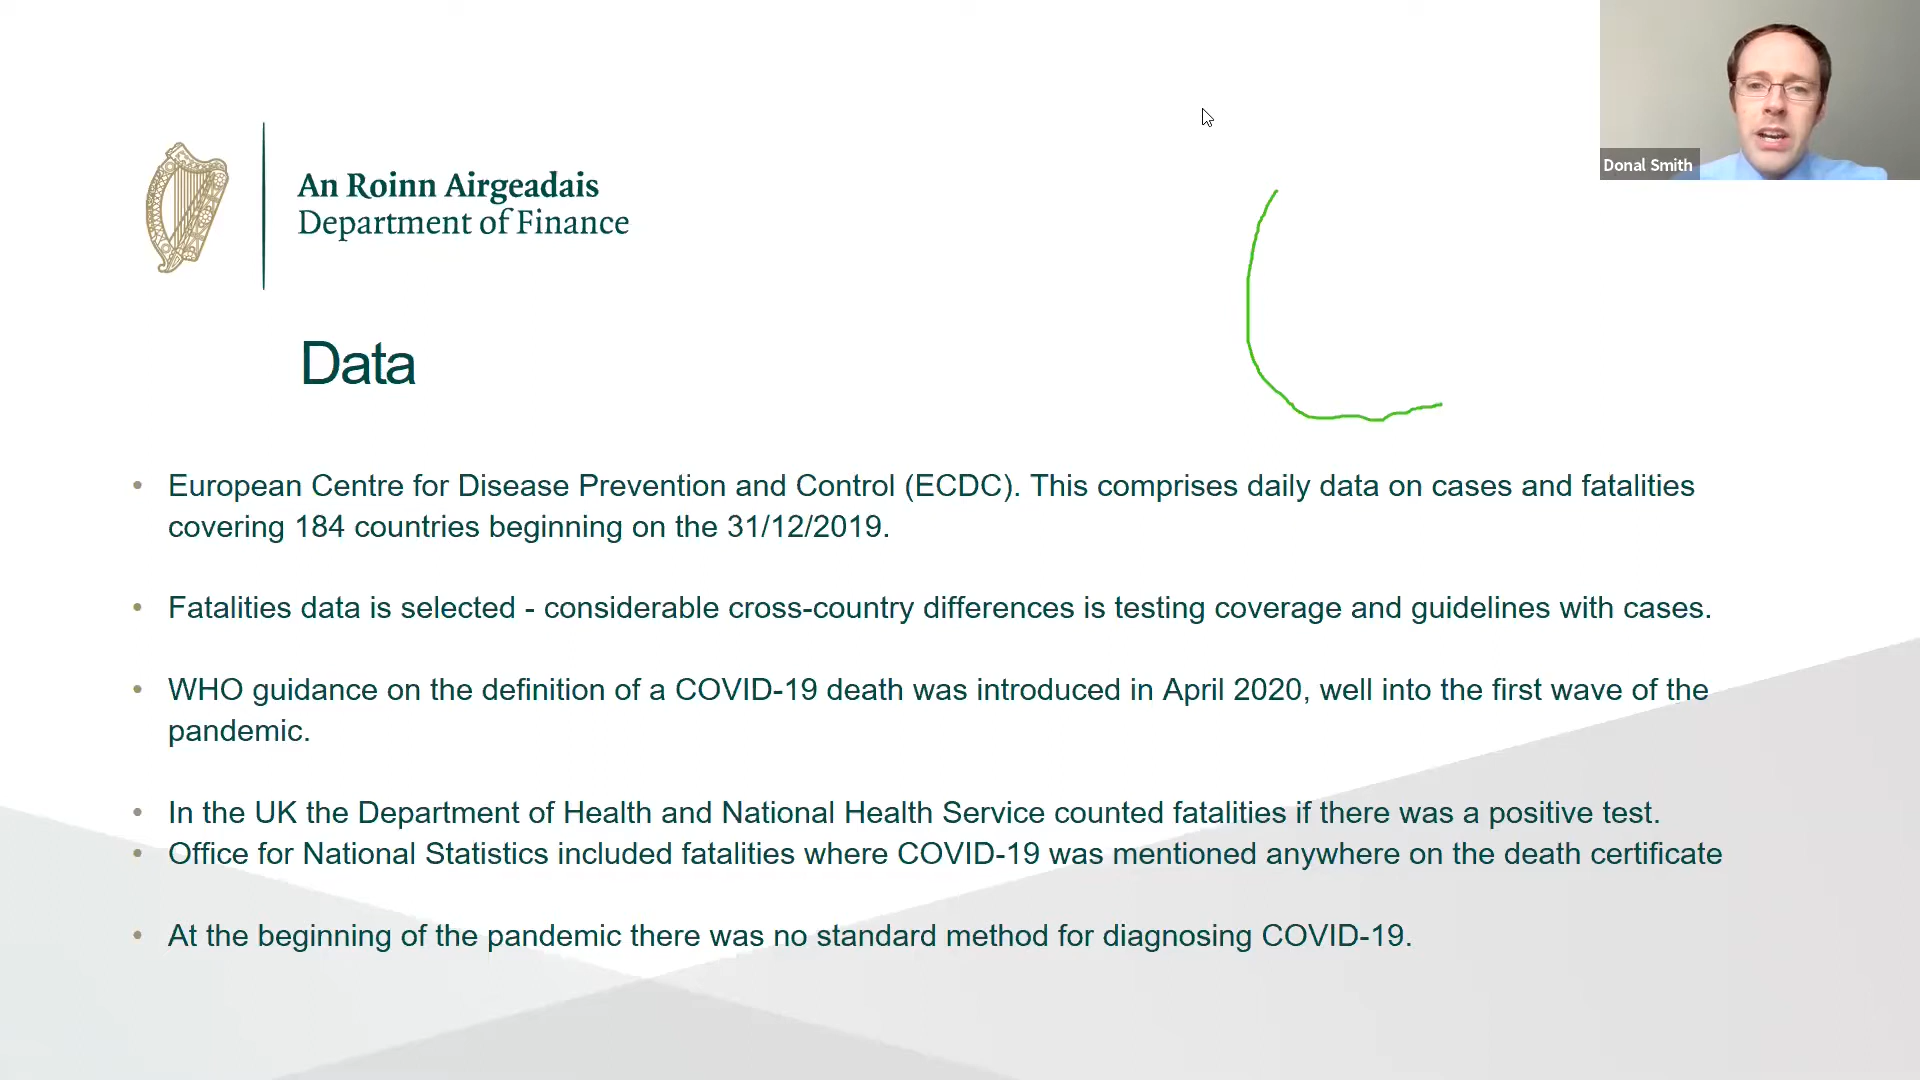 Donal Smith
An Roinn Airgeadais
Department of Finance
Data
• European Centre for Disease Prevention and Control (ECDC). This comprises daily data on cases and fatalities
covering 184 countries beginning on the 31/12/2019.
• Fatalities data is selected - considerable cross-country differences is testing coverage and guidelines with cases.
• WHO guidance on the definition of a COVID-19 death was introduced in April 2020, well into the first wave of the
pandemic.
• In the UK the Department of Health and National Health Service counted fatalities if there was a positive test.
• Office for National Statistics included fatalities where COVID-19 was mentioned anywhere on the death certificate
• At the beginning of the pandemic there was no standard method for diagnosing COVID-19.